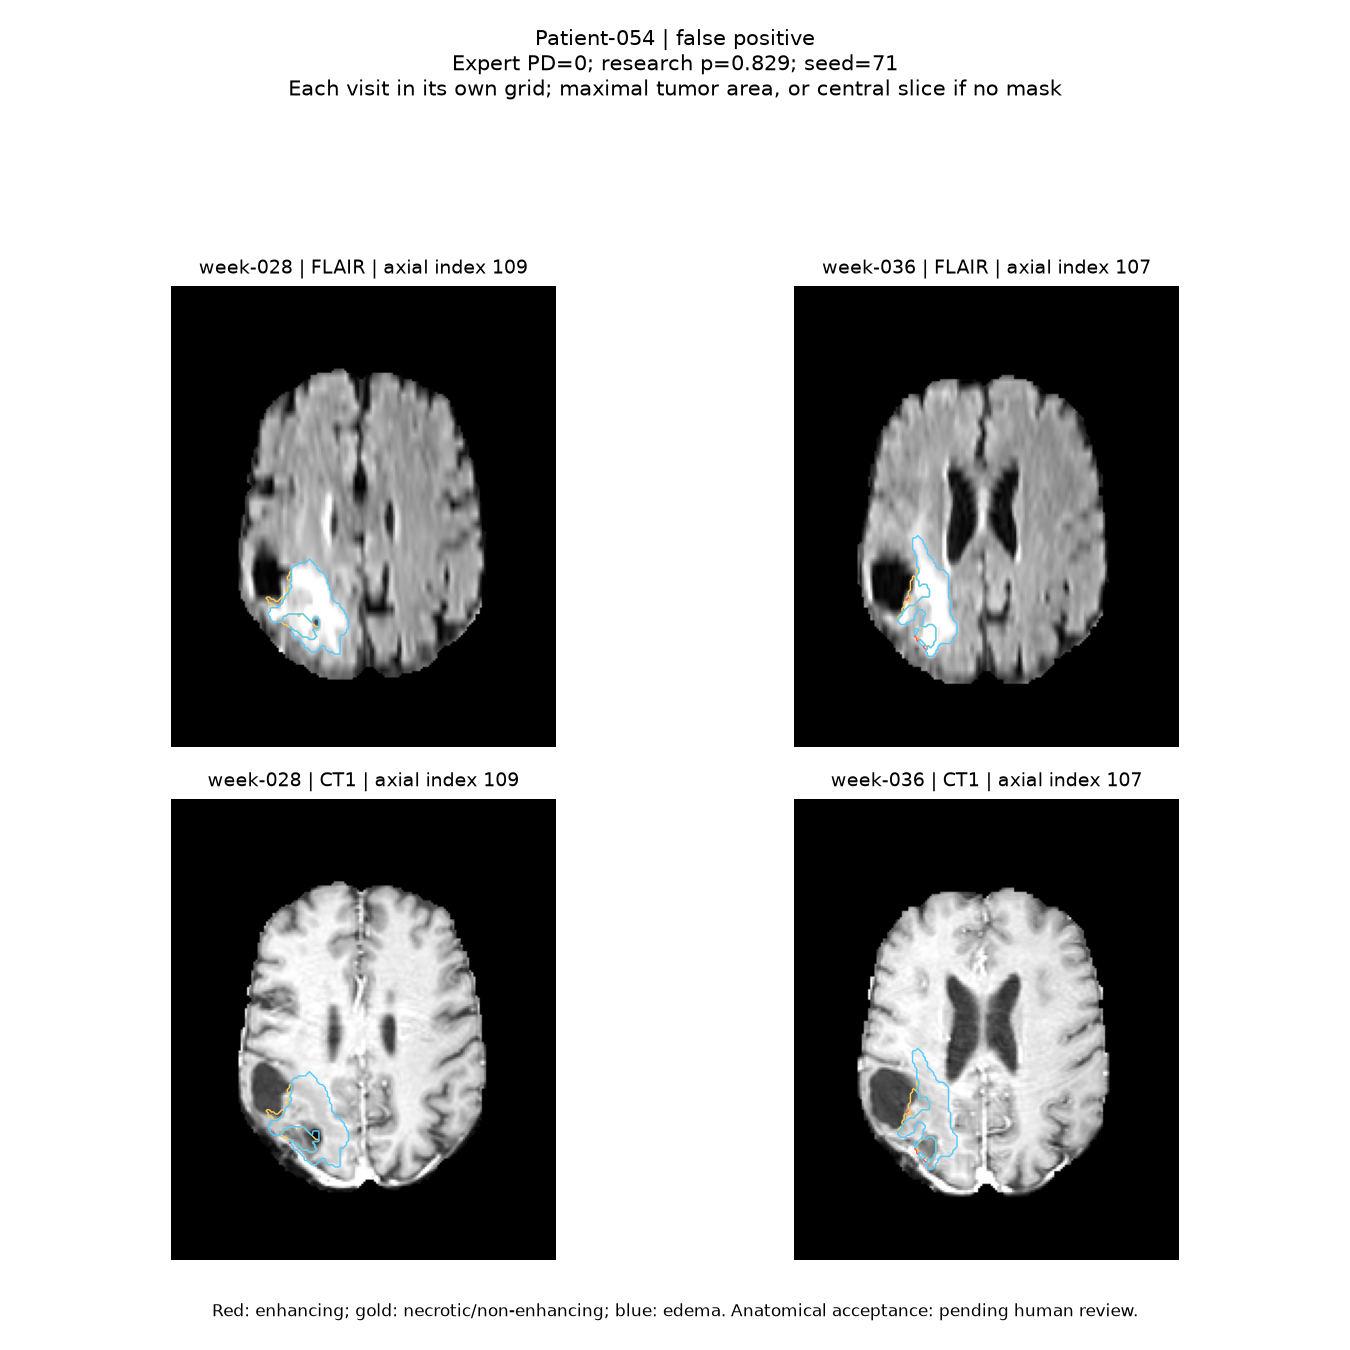 Patient-054 | false positive
Expert PD=0; research p=0.829; seed=71
Each visit in its own grid; maximal tumor area, or central slice if no mask
week-028 | FLAIR | axial index 109
week-036 | FLAIR | axial index 107
week-028 | CT1 | axial index 109
week-036 | CT1 | axial index 107
Red: enhancing; gold: necrotic/non-enhancing; blue: edema. Anatomical acceptance: pending human review.